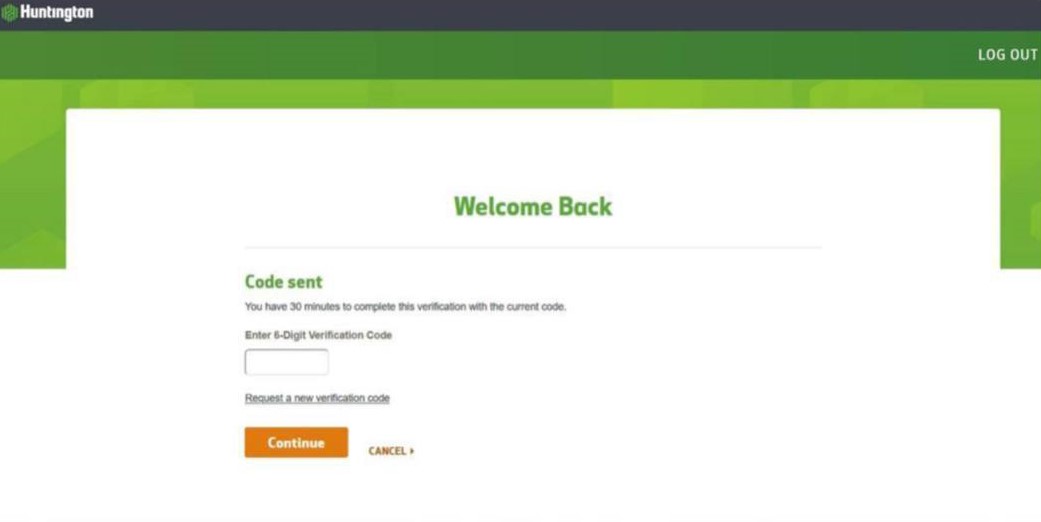 Huntington
LOG OUT
Welcome Back
Code sent
You have 30 minutes to complete this verification with the current code.
Enter 6-Digit Verification Code
Request a new verification code
Continue
CANCEL